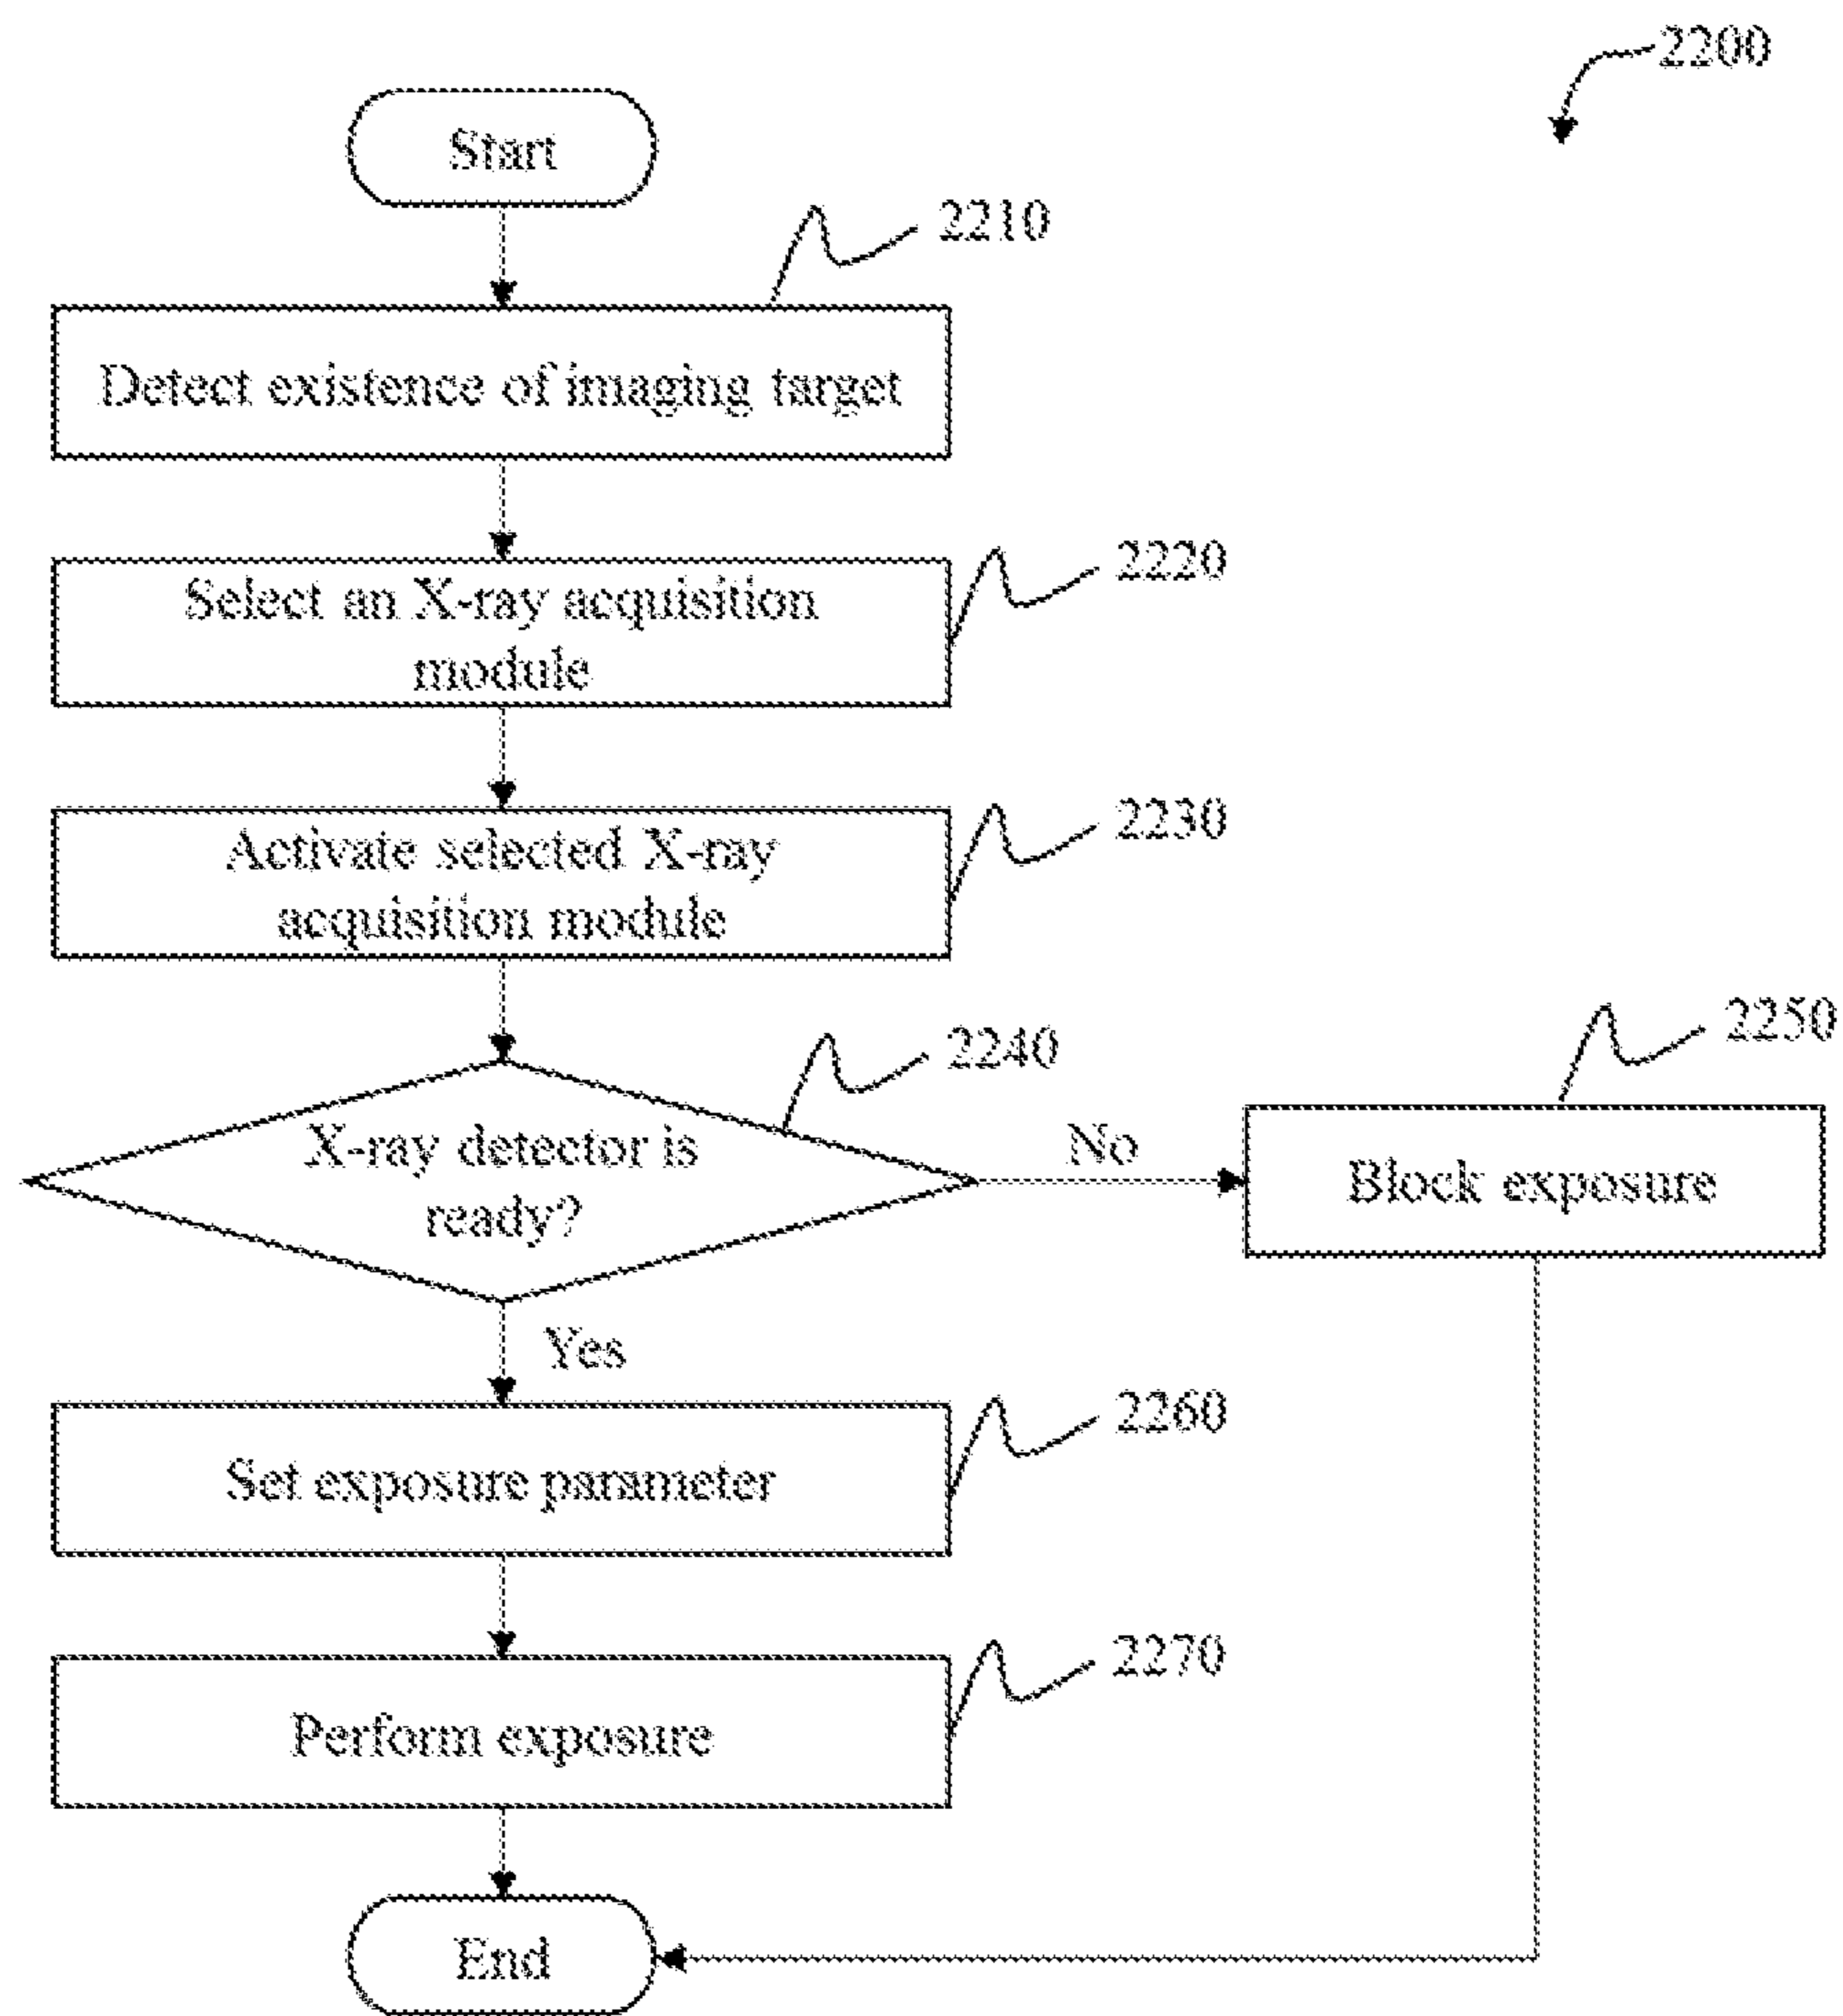 2200
Start
2210
Detect existence of imaging target
2220
Select an X-ray acquisition
module
2230
Activate selected X-ray
acquisition module
2240
X-ray detector is
ready?
No
2250
Block exposure
Yes
2260
Set exposure parameter
2270
Perform exposure
End